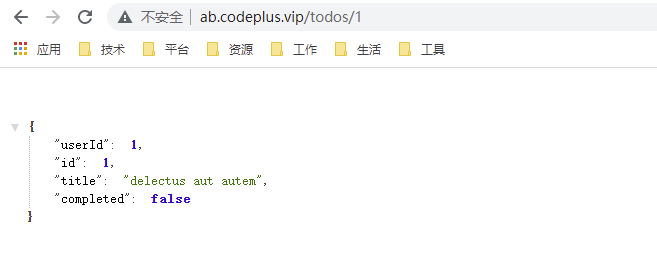 不安全 ab.codeplus.vip/todos/1
应用 技术 平台 资源 工作 生活 工具
{
"userId": 1,
"id": 1,
"title": "delectus aut autem",
"completed": false
}